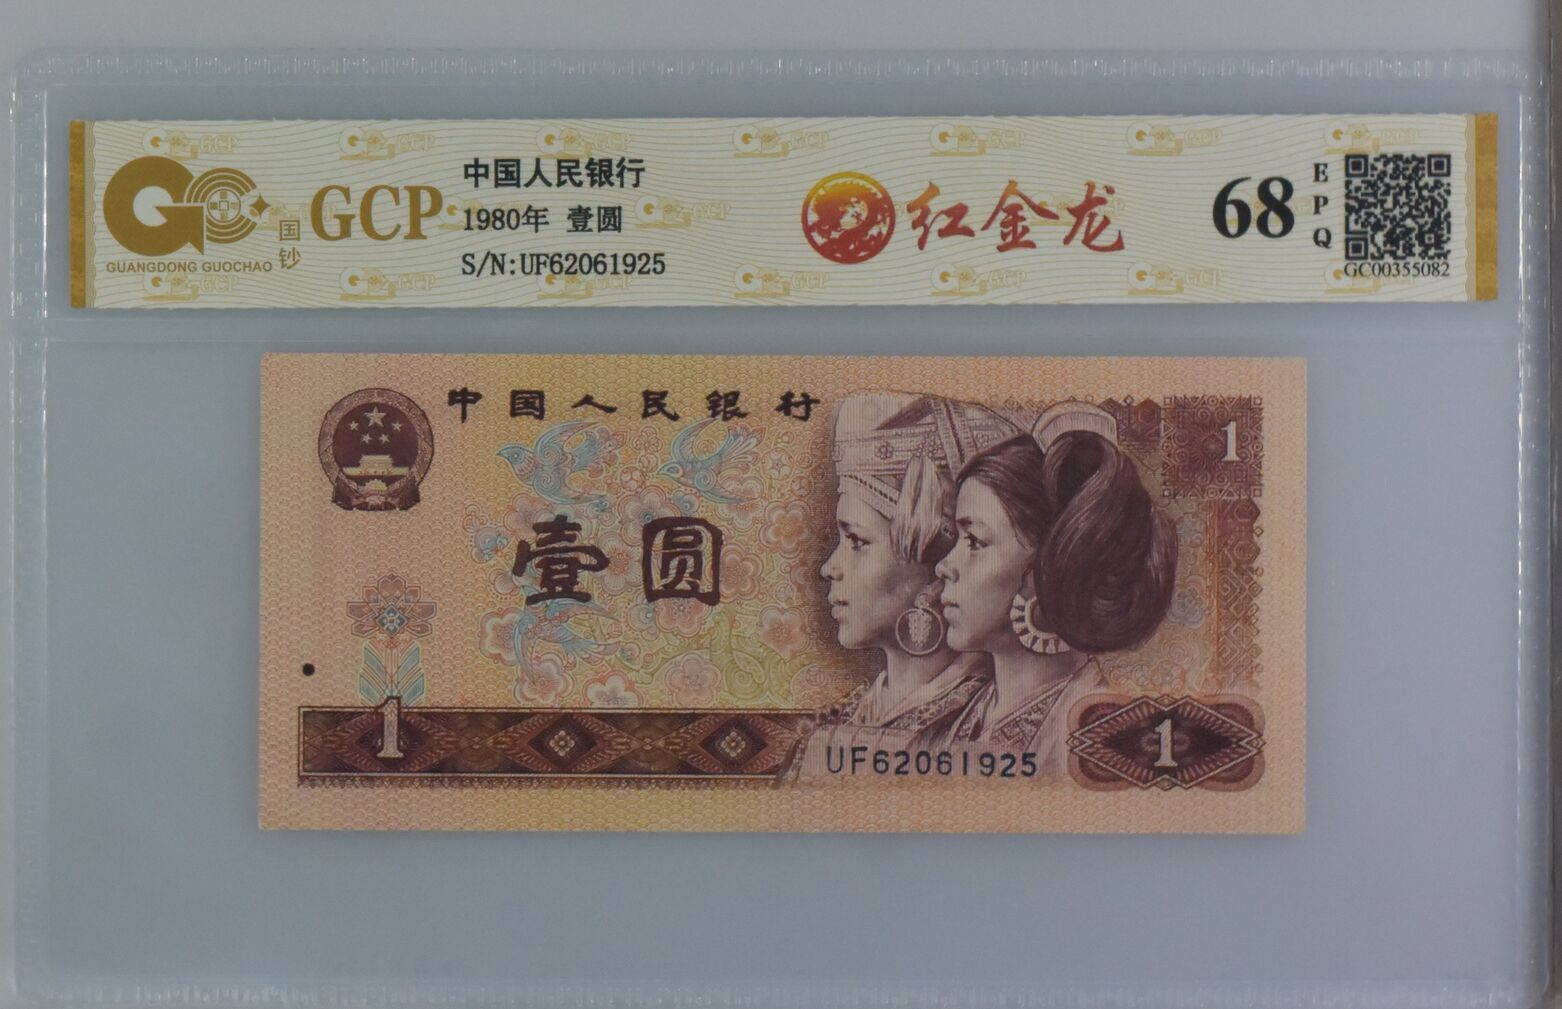 GUANGDONG GUOCHAO
国钞
GCP
中国人民银行
1980年 壹圆
S/N:UF62061925
红金龙
68
EPQ
GC00355082
中国人民银行
1
壹圆
1
UF62061925
1